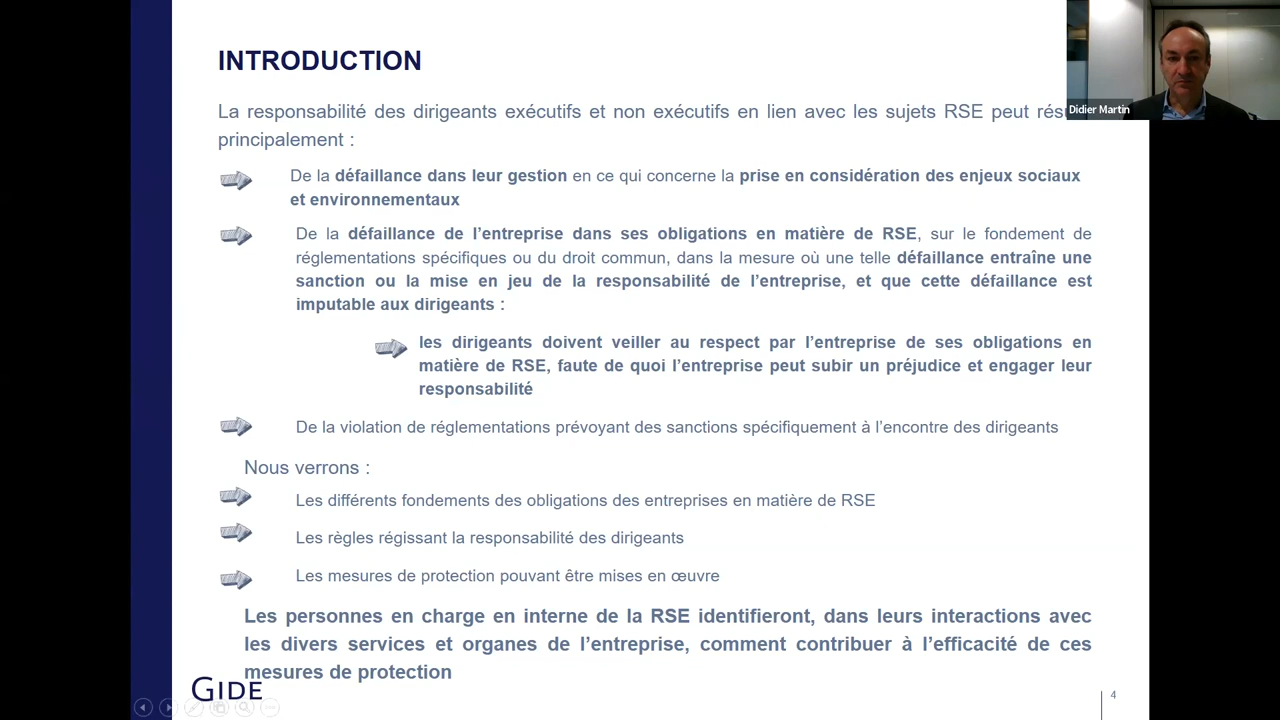 INTRODUCTION
La responsabilité des dirigeants exécutifs et non exécutifs en lien avec les sujets RSE peut
principalement :
De la défaillance dans leur gestion en ce qui concerne la prise en considération des enjeux sociaux
et environnementaux
De la défaillance de l’entreprise dans ses obligations en matière de RSE, sur le fondement de
réglementations spécifiques ou du droit commun, dans la mesure où une telle défaillance entraîne une
sanction ou la mise en jeu de la responsabilité de l’entreprise, et que cette défaillance est
imputable aux dirigeants :
les dirigeants doivent veiller au respect par l’entreprise de ses obligations en
matière de RSE, faute de quoi l’entreprise peut subir un préjudice et engager leur
responsabilité
De la violation de réglementations prévoyant des sanctions spécifiquement à l’encontre des dirigeants
Nous verrons :
Les différents fondements des obligations des entreprises en matière de RSE
Les règles régissant la responsabilité des dirigeants
Les mesures de protection pouvant être mises en œuvre
Les personnes en charge en interne de la RSE identifieront, dans leurs interactions avec
les divers services et organes de l’entreprise, comment contribuer à l’efficacité de ces
mesures de protection
GIDE
4
Didier Martin